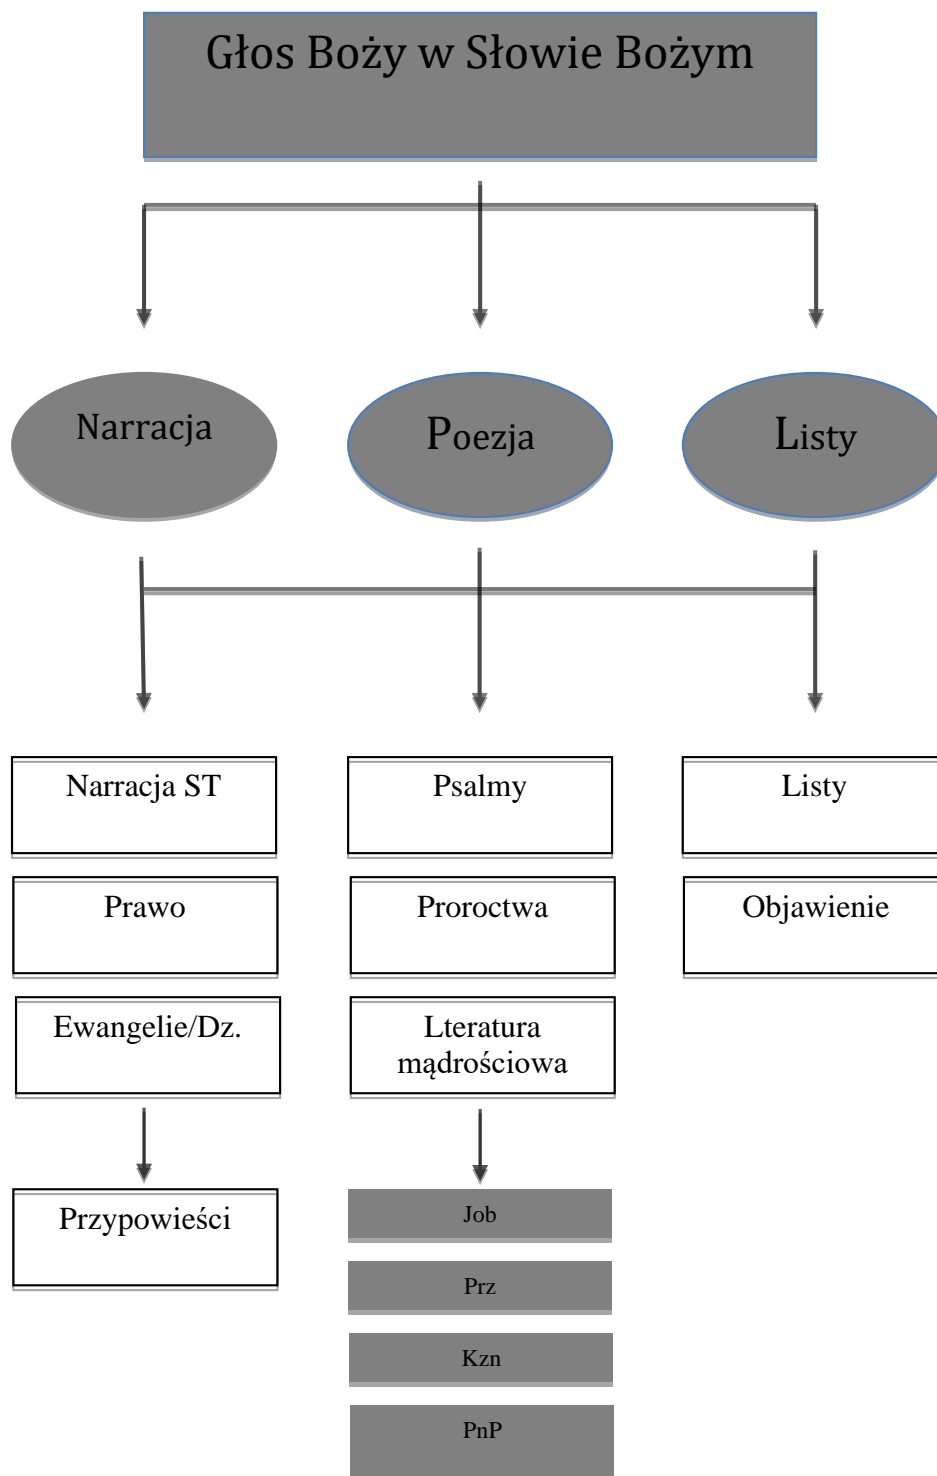 Głos Boży w Słowie Bożym
Narracja
Poezja
Listy
Narracja ST
Psalmy
Listy
Prawo
Proroctwa
Objawienie
Ewangelie/Dz.
Lteratura
mądrościowa
Przypowieści
Job
Prz
Kzn
PnP